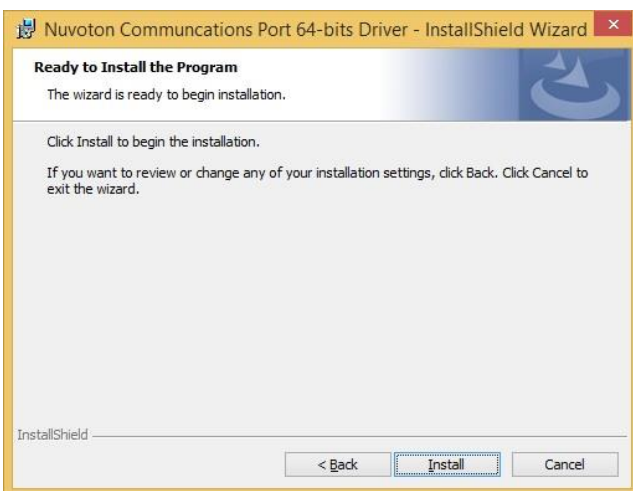 Nuvoton Communcations Port 64-bits Driver - InstallShield Wizard
Ready to Install the Program
The wizard is ready to begin installation.
Click Install to begin the installation.
If you want to review or change any of your installation settings, click Back. Click Cancel to
exit the wizard.
InstallShield
< Back
Install
Cancel